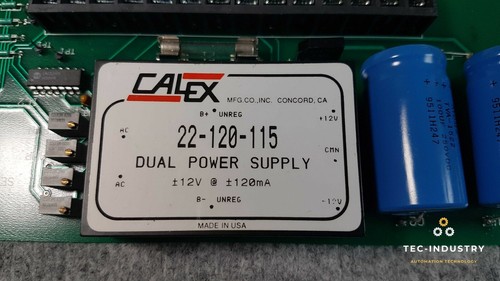 CALEX
MFG.CO.,INC. CONCORD, CA
B+ UNREG
+12V
AC
22-120-115
CMN
DUAL POWER SUPPLY
AC
±12V @ ±120mA
B- UNREG
-12V
MADE IN USA
9511H247
TEC-INDUSTRY
AUTOMATION TECHNOLOGY